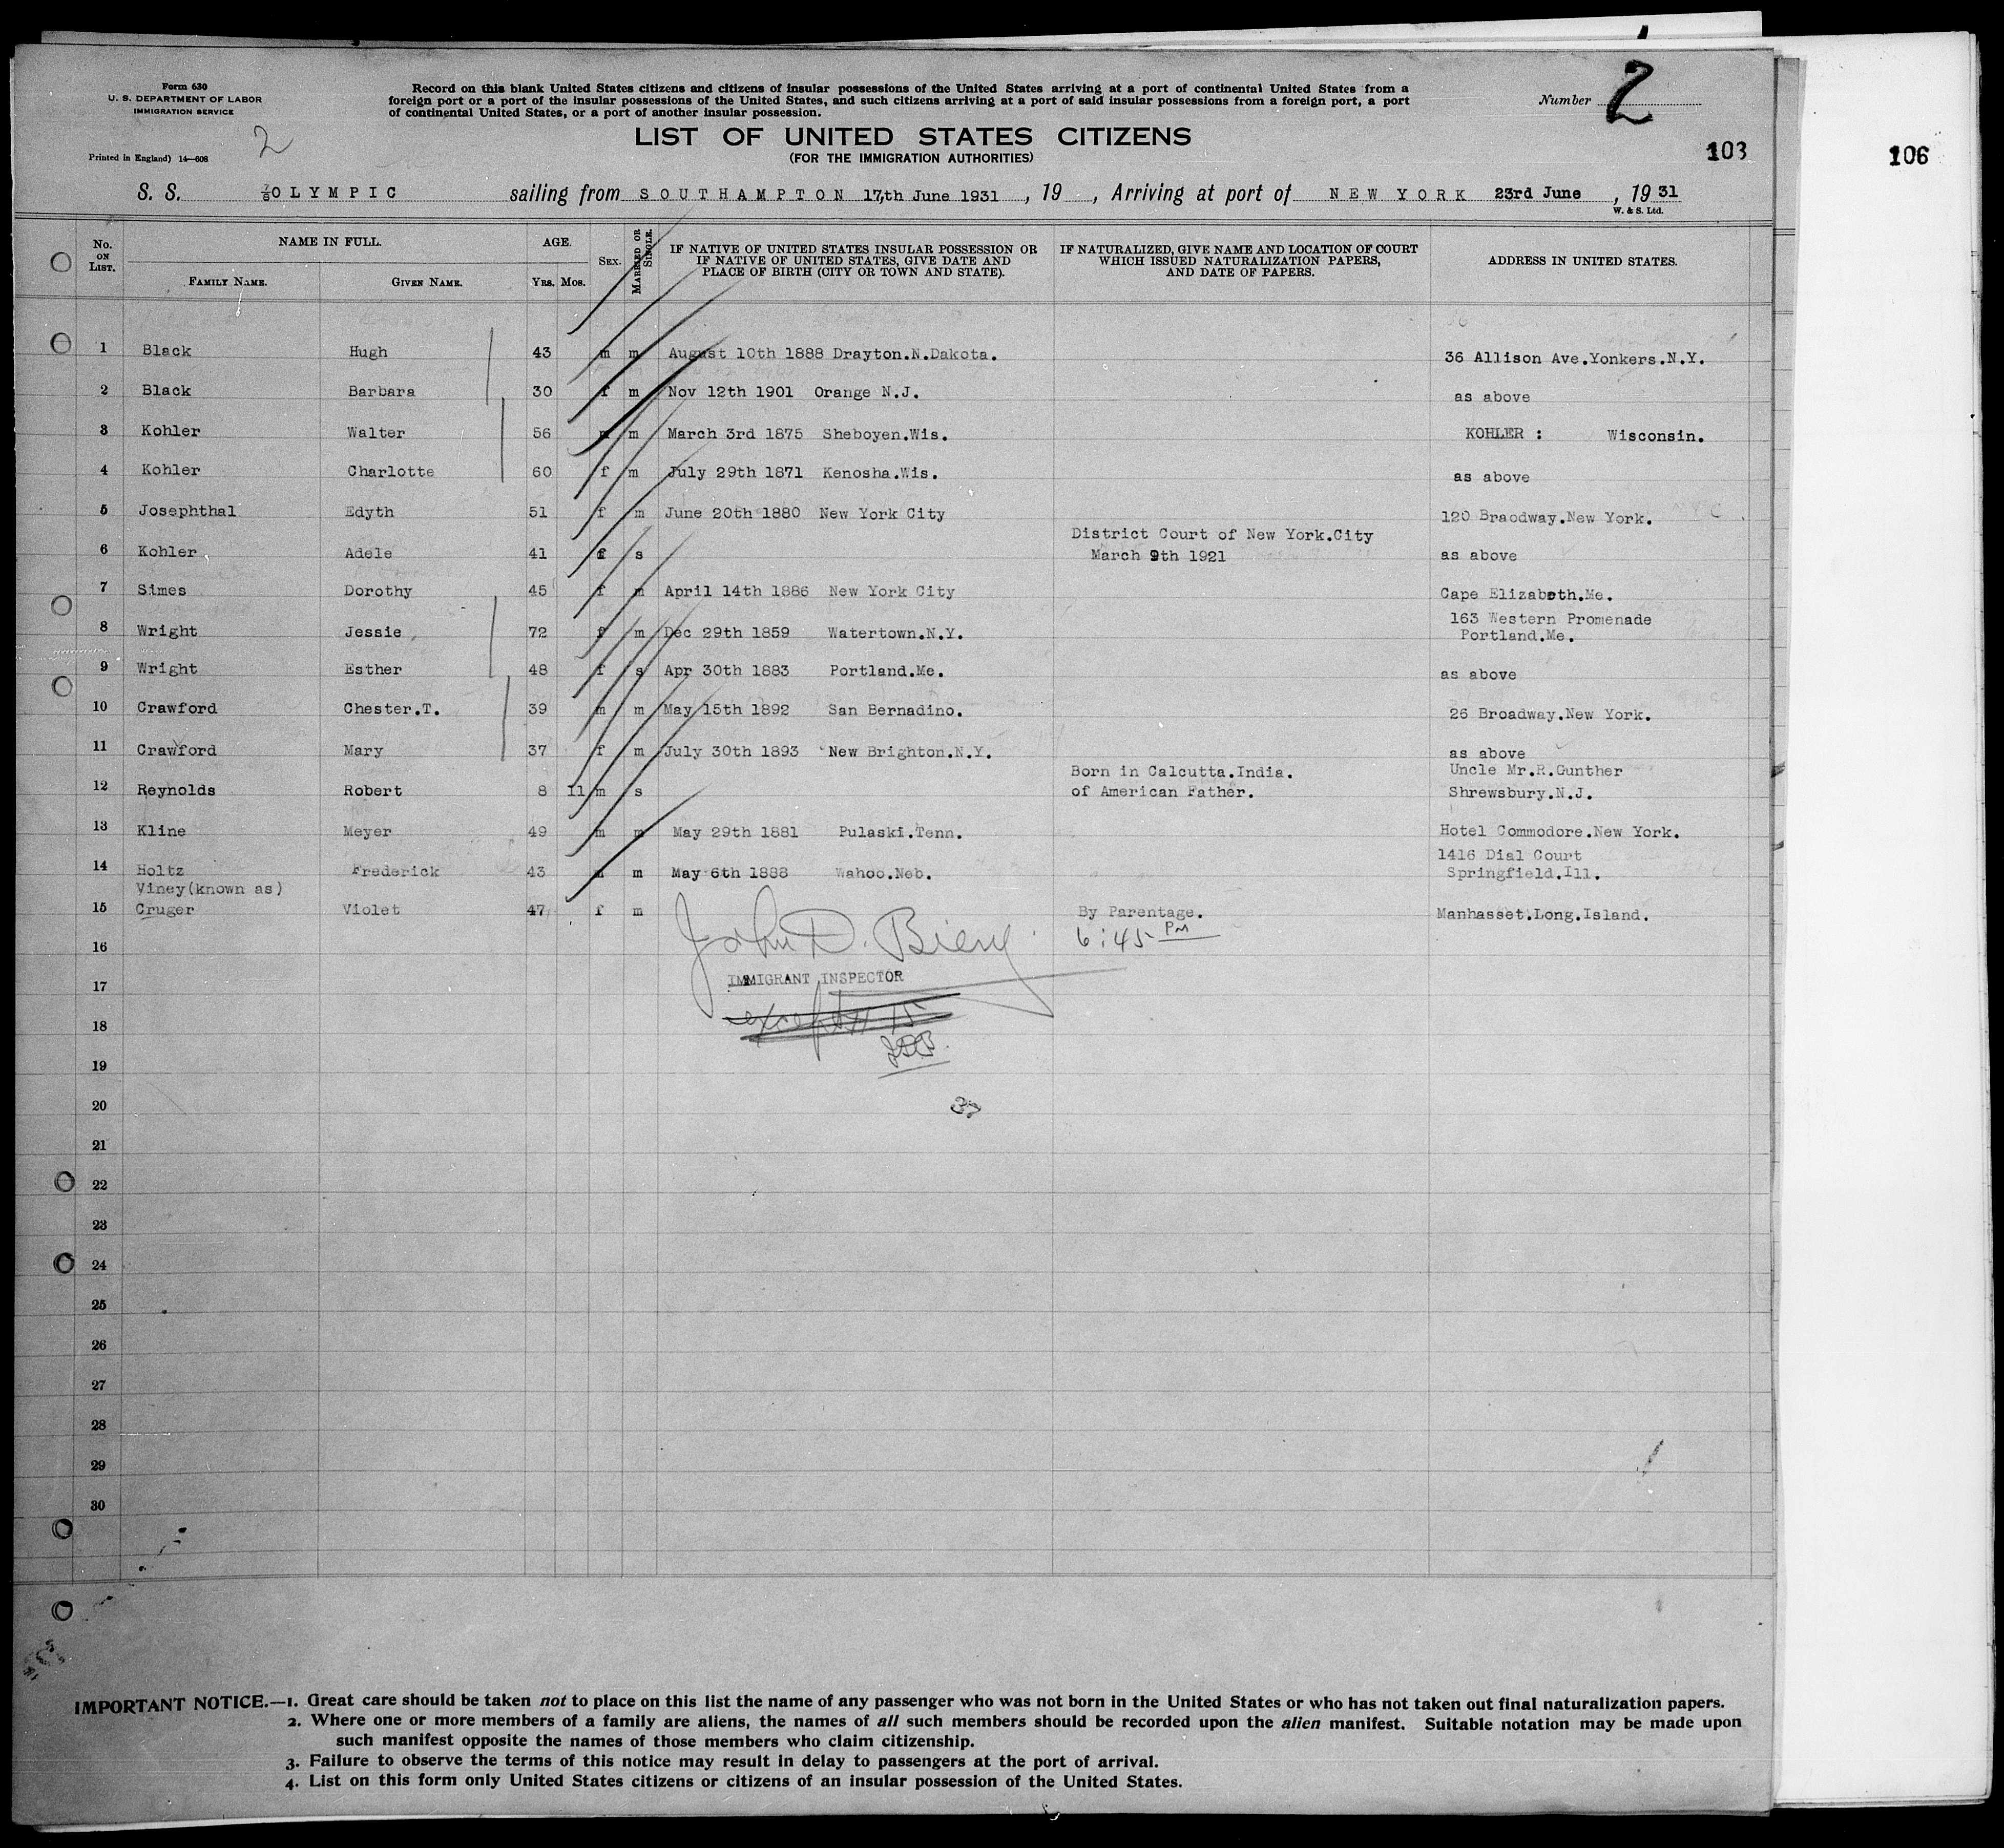 Form 630
U. S. DEPARTMENT OF LABOR
IMMIGRATION SERVICE
Printed in England) 14—608
2
Record on this blank United States citizens and citizens of insular possessions of the United States arriving at a port of continental United States from a
foreign port or a port of the insular possessions of the United States, and such citizens arriving at a port of said insular possessions from a foreign port, a port
of continental United States, or a port of another insular possession.
Number 2
LIST OF UNITED STATES CITIZENS
(FOR THE IMMIGRATION AUTHORITIES)
103
106
S. S. OLYMPIC sailing from SOUTHAMPTON 17th June 1931 , 19 , Arriving at port of NEW YORK 23rd June , 19 31
W. & S. Ltd.
No. ON LIST. NAME IN FULL. FAMILY NAME. GIVEN NAME. AGE. YRS. MOS. SEX. MARRIED OR SINGLE. IF NATIVE OF UNITED STATES INSULAR POSSESSION OR IF NATIVE OF UNITED STATES, GIVE DATE AND PLACE OF BIRTH (CITY OR TOWN AND STATE). IF NATURALIZED, GIVE NAME AND LOCATION OF COURT WHICH ISSUED NATURALIZATION PAPERS, AND DATE OF PAPERS. ADDRESS IN UNITED STATES.
1 Black Hugh 43 m m August 10th 1888 Drayton.N.Dakota. 36 Allison Ave.Yonkers.N.Y.
2 Black Barbara 30 f m Nov 12th 1901 Orange N.J. as above
3 Kohler Walter 56 m m March 3rd 1875 Sheboyen.Wis. KOHLER : Wisconsin.
4 Kohler Charlotte 60 f m July 29th 1871 Kenosha.Wis. as above
5 Josephthal Edyth 51 f m June 20th 1880 New York City 120 Braodway.New York.
6 Kohler Adele 41 f s District Court of New York.City March 9th 1921 as above
7 Simes Dorothy 45 f m April 14th 1886 New York City Cape Elizabeth.Me.
8 Wright Jessie 72 f m Dec 29th 1859 Watertown.N.Y. 163 Western Promenade Portland.Me.
9 Wright Esther 48 f s Apr 30th 1883 Portland.Me. as above
10 Crawford Chester.T. 39 m m May 15th 1892 San Bernadino. 26 Broadway.New York.
11 Crawford Mary 37 f m July 30th 1893 New Brighton.N.Y. as above
12 Reynolds Robert 8 11 m s Born in Calcutta.India. of American Father. Uncle Mr.R.Gunther Shrewsbury.N.J.
13 Kline Meyer 49 m m May 29th 1881 Pulaski.Tenn. Hotel Commodore.New York.
14 Holtz Frederick 43 m m May 6th 1888 Wahoo.Neb. 1416 Dial Court Springfield.Ill.
Viney(known as)
15 Cruger Violet 47 f m By Parentage. Manhasset.Long.Island.
6:45 PM
John D. Biery
16
IMMIGRANT INSPECTOR
17
except # 15
18
JDB
19
20
37
21
22
23
24
25
26
27
28
29
30
IMPORTANT NOTICE.—1. Great care should be taken not to place on this list the name of any passenger who was not born in the United States or who has not taken out final naturalization papers.
2. Where one or more members of a family are aliens, the names of all such members should be recorded upon the alien manifest. Suitable notation may be made upon
such manifest opposite the names of those members who claim citizenship.
3. Failure to observe the terms of this notice may result in delay to passengers at the port of arrival.
4. List on this form only United States citizens or citizens of an insular possession of the United States.